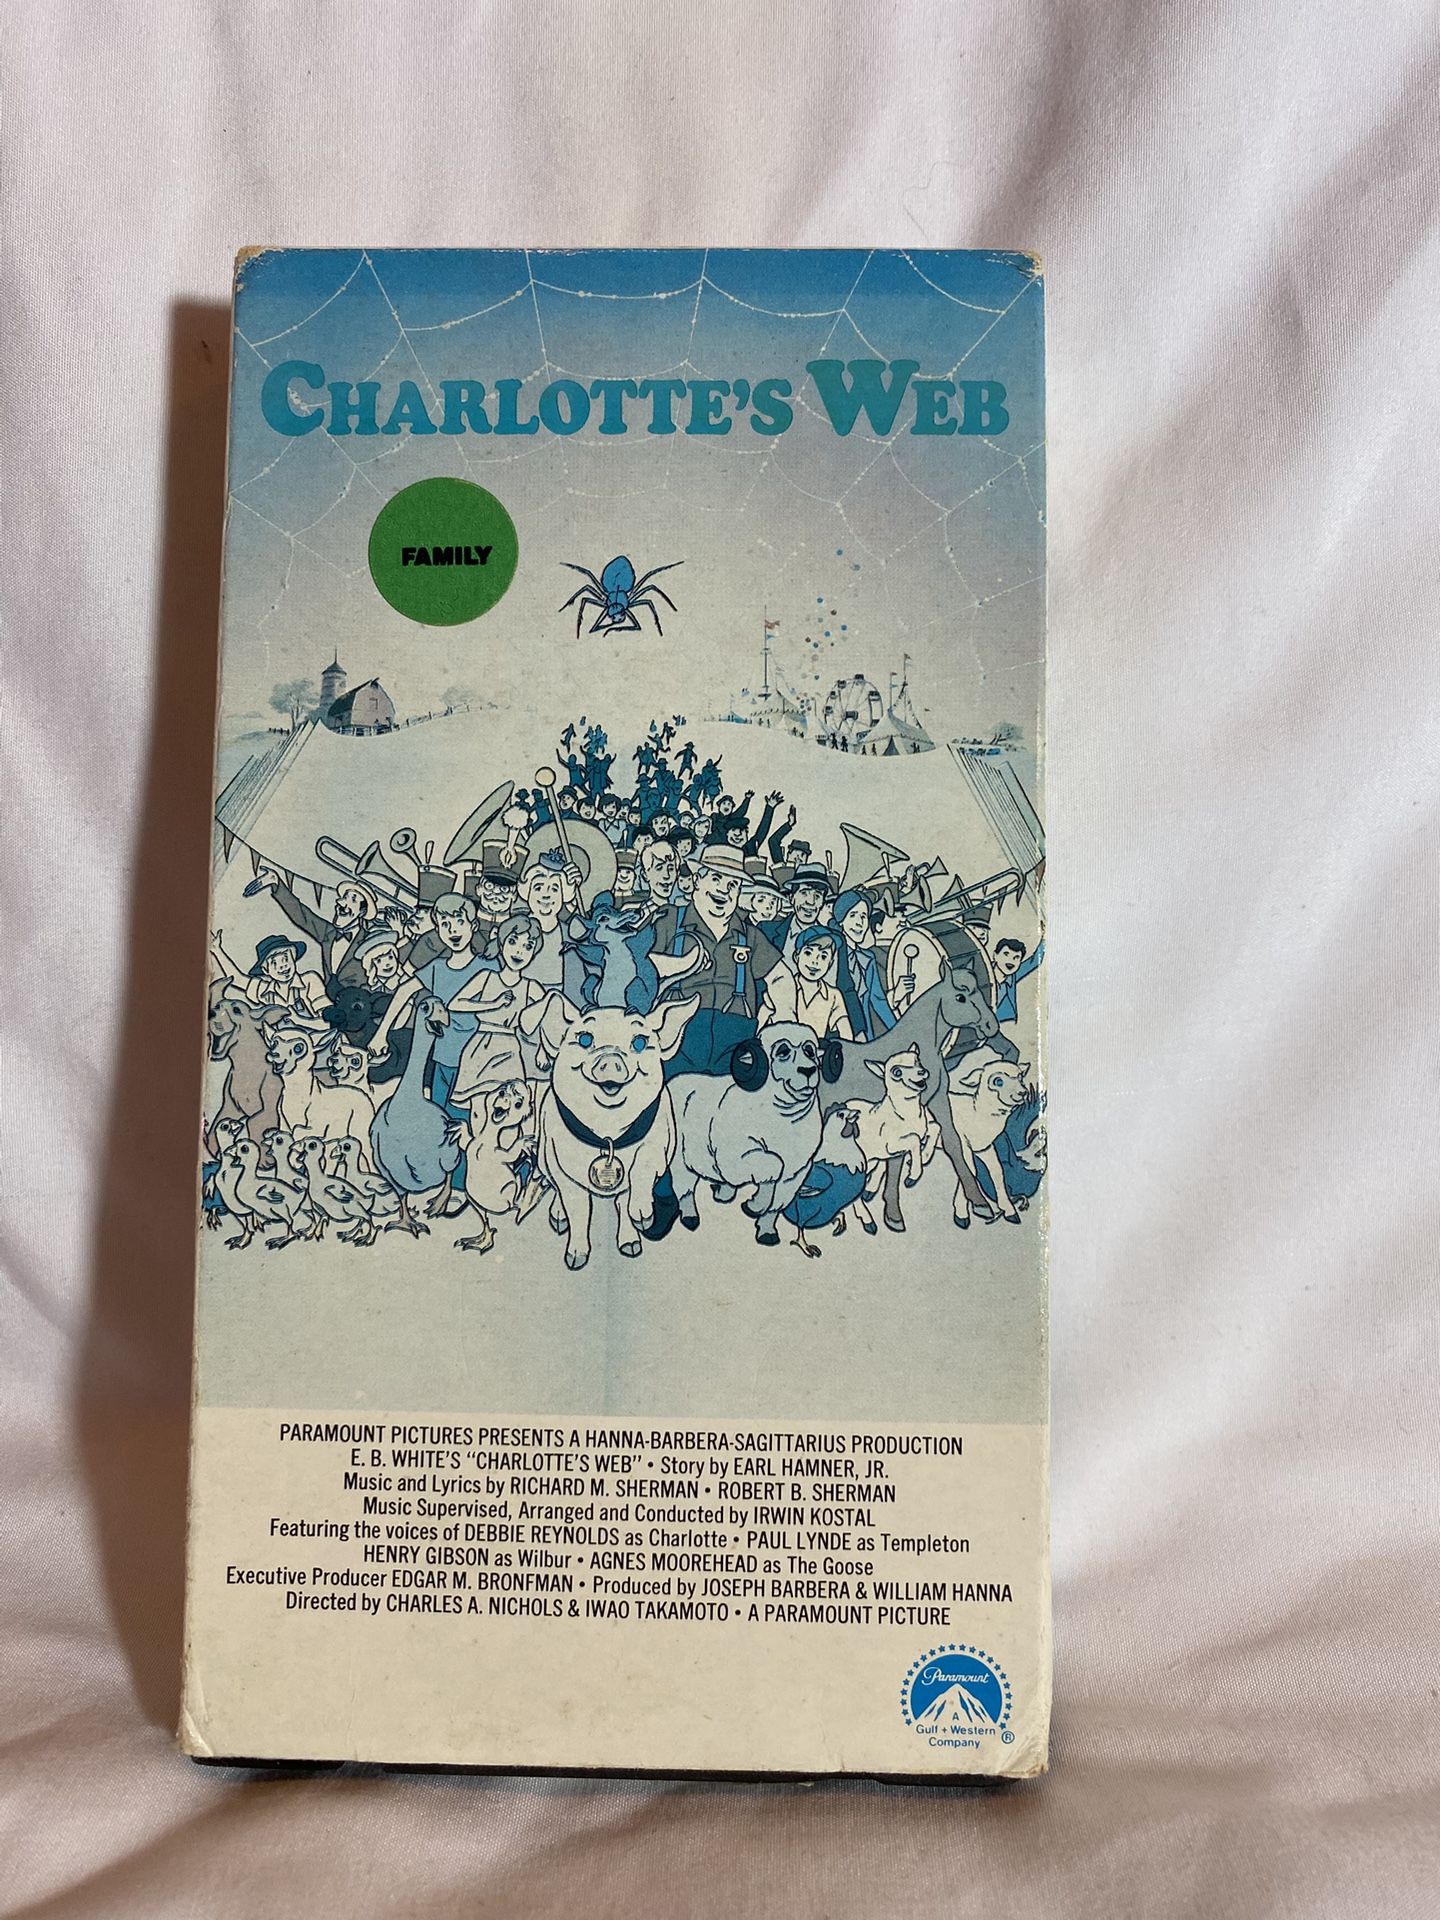 CHARLOTTE'S WEB
FAMILY
PARAMOUNT PICTURES PRESENTS A HANNA-BARBERA-SAGITTARIUS PRODUCTION
E. B. WHITE'S "CHARLOTTE'S WEB" • Story by EARL HAMNER, JR.
Music and Lyrics by RICHARD M. SHERMAN • ROBERT B. SHERMAN
Music Supervised, Arranged and Conducted by IRWIN KOSTAL
Featuring the voices of DEBBIE REYNOLDS as Charlotte • PAUL LYNDE as Templeton
HENRY GIBSON as Wilbur • AGNES MOOREHEAD as The Goose
Executive Producer EDGAR M. BRONFMAN • Produced by JOSEPH BARBERA & WILLIAM HANNA
Directed by CHARLES A. NICHOLS & IWAO TAKAMOTO • A PARAMOUNT PICTURE
Paramount
A
Gulf + Western
Company ®